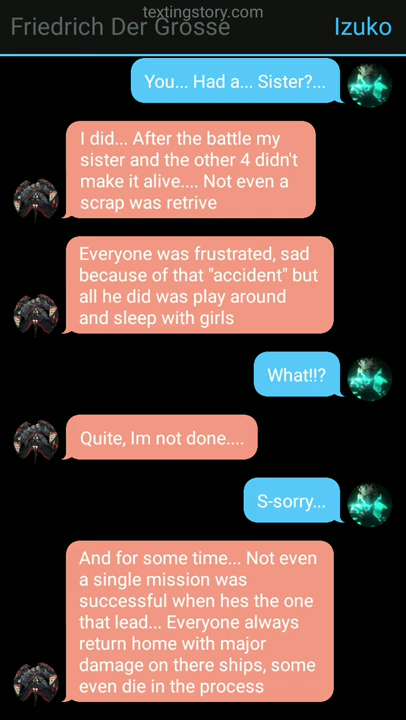 textingstory.com
Friedrich Der Grosse
Izuko
You... Had a... Sister?...
I did... After the battle my
sister and the other 4 didn't
make it alive.... Not even a
scrap was retrive
Everyone was frustrated, sad
because of that "accident" but
all he did was play around
and sleep with girls
What!!?
Quite, Im not done....
S-sorry...
And for some time... Not even
a single mission was
successful when hes the one
that lead... Everyone always
return home with major
damage on there ships, some
even die in the process